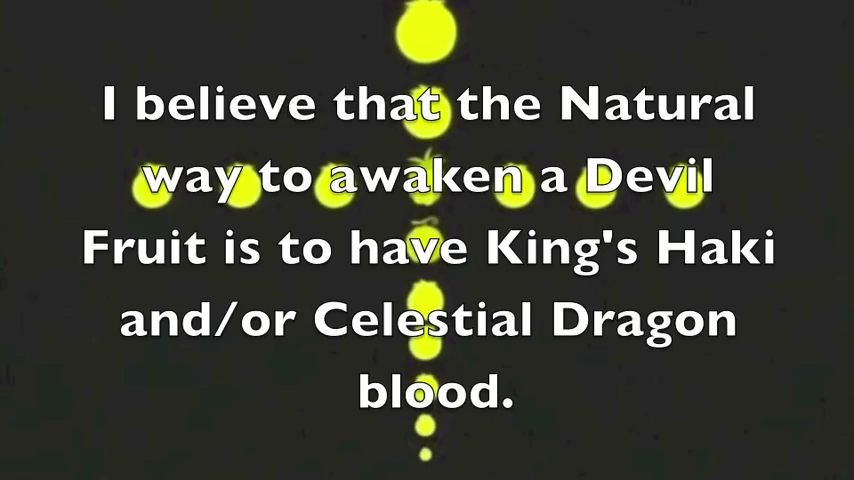 I believe that the Natural
way to awaken a Devil
Fruit is to have King's Haki
and/or Celestial Dragon
blood.